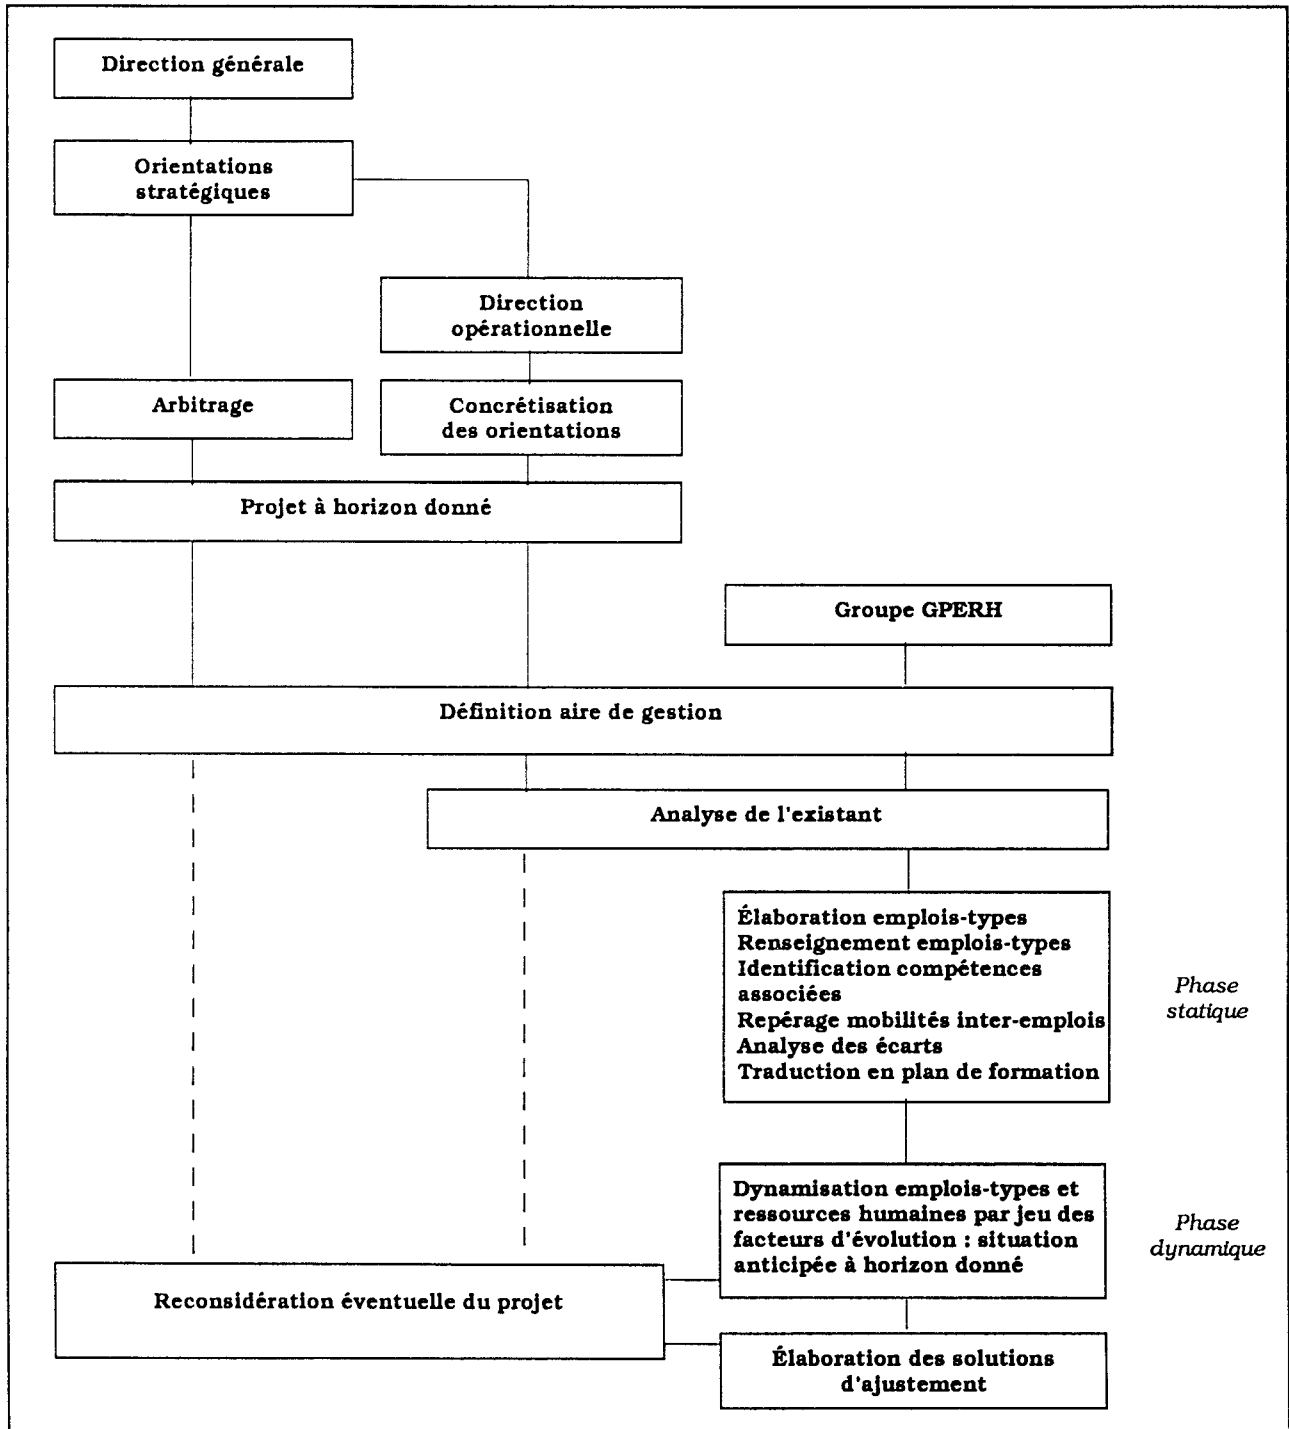 Direction générale
Orientations
stratégiques
Direction
opérationnelle
Arbitrage
Concrétisation
des orientations
Projet à horizon donné
Groupe GPERH
Définition aire de gestion
Analyse de l'existant
Élaboration emplois-types
Renseignement emplois-types
Identification compétences
associées
Repérage mobilités inter-emplois
Analyse des écarts
Traduction en plan de formation
Phase
statique
Dynamisation emplois-types et
ressources humaines par jeu des
facteurs d'évolution : situation
anticipée à horizon donné
Phase
dynamique
Reconsidération éventuelle du projet
Élaboration des solutions
d'ajustement